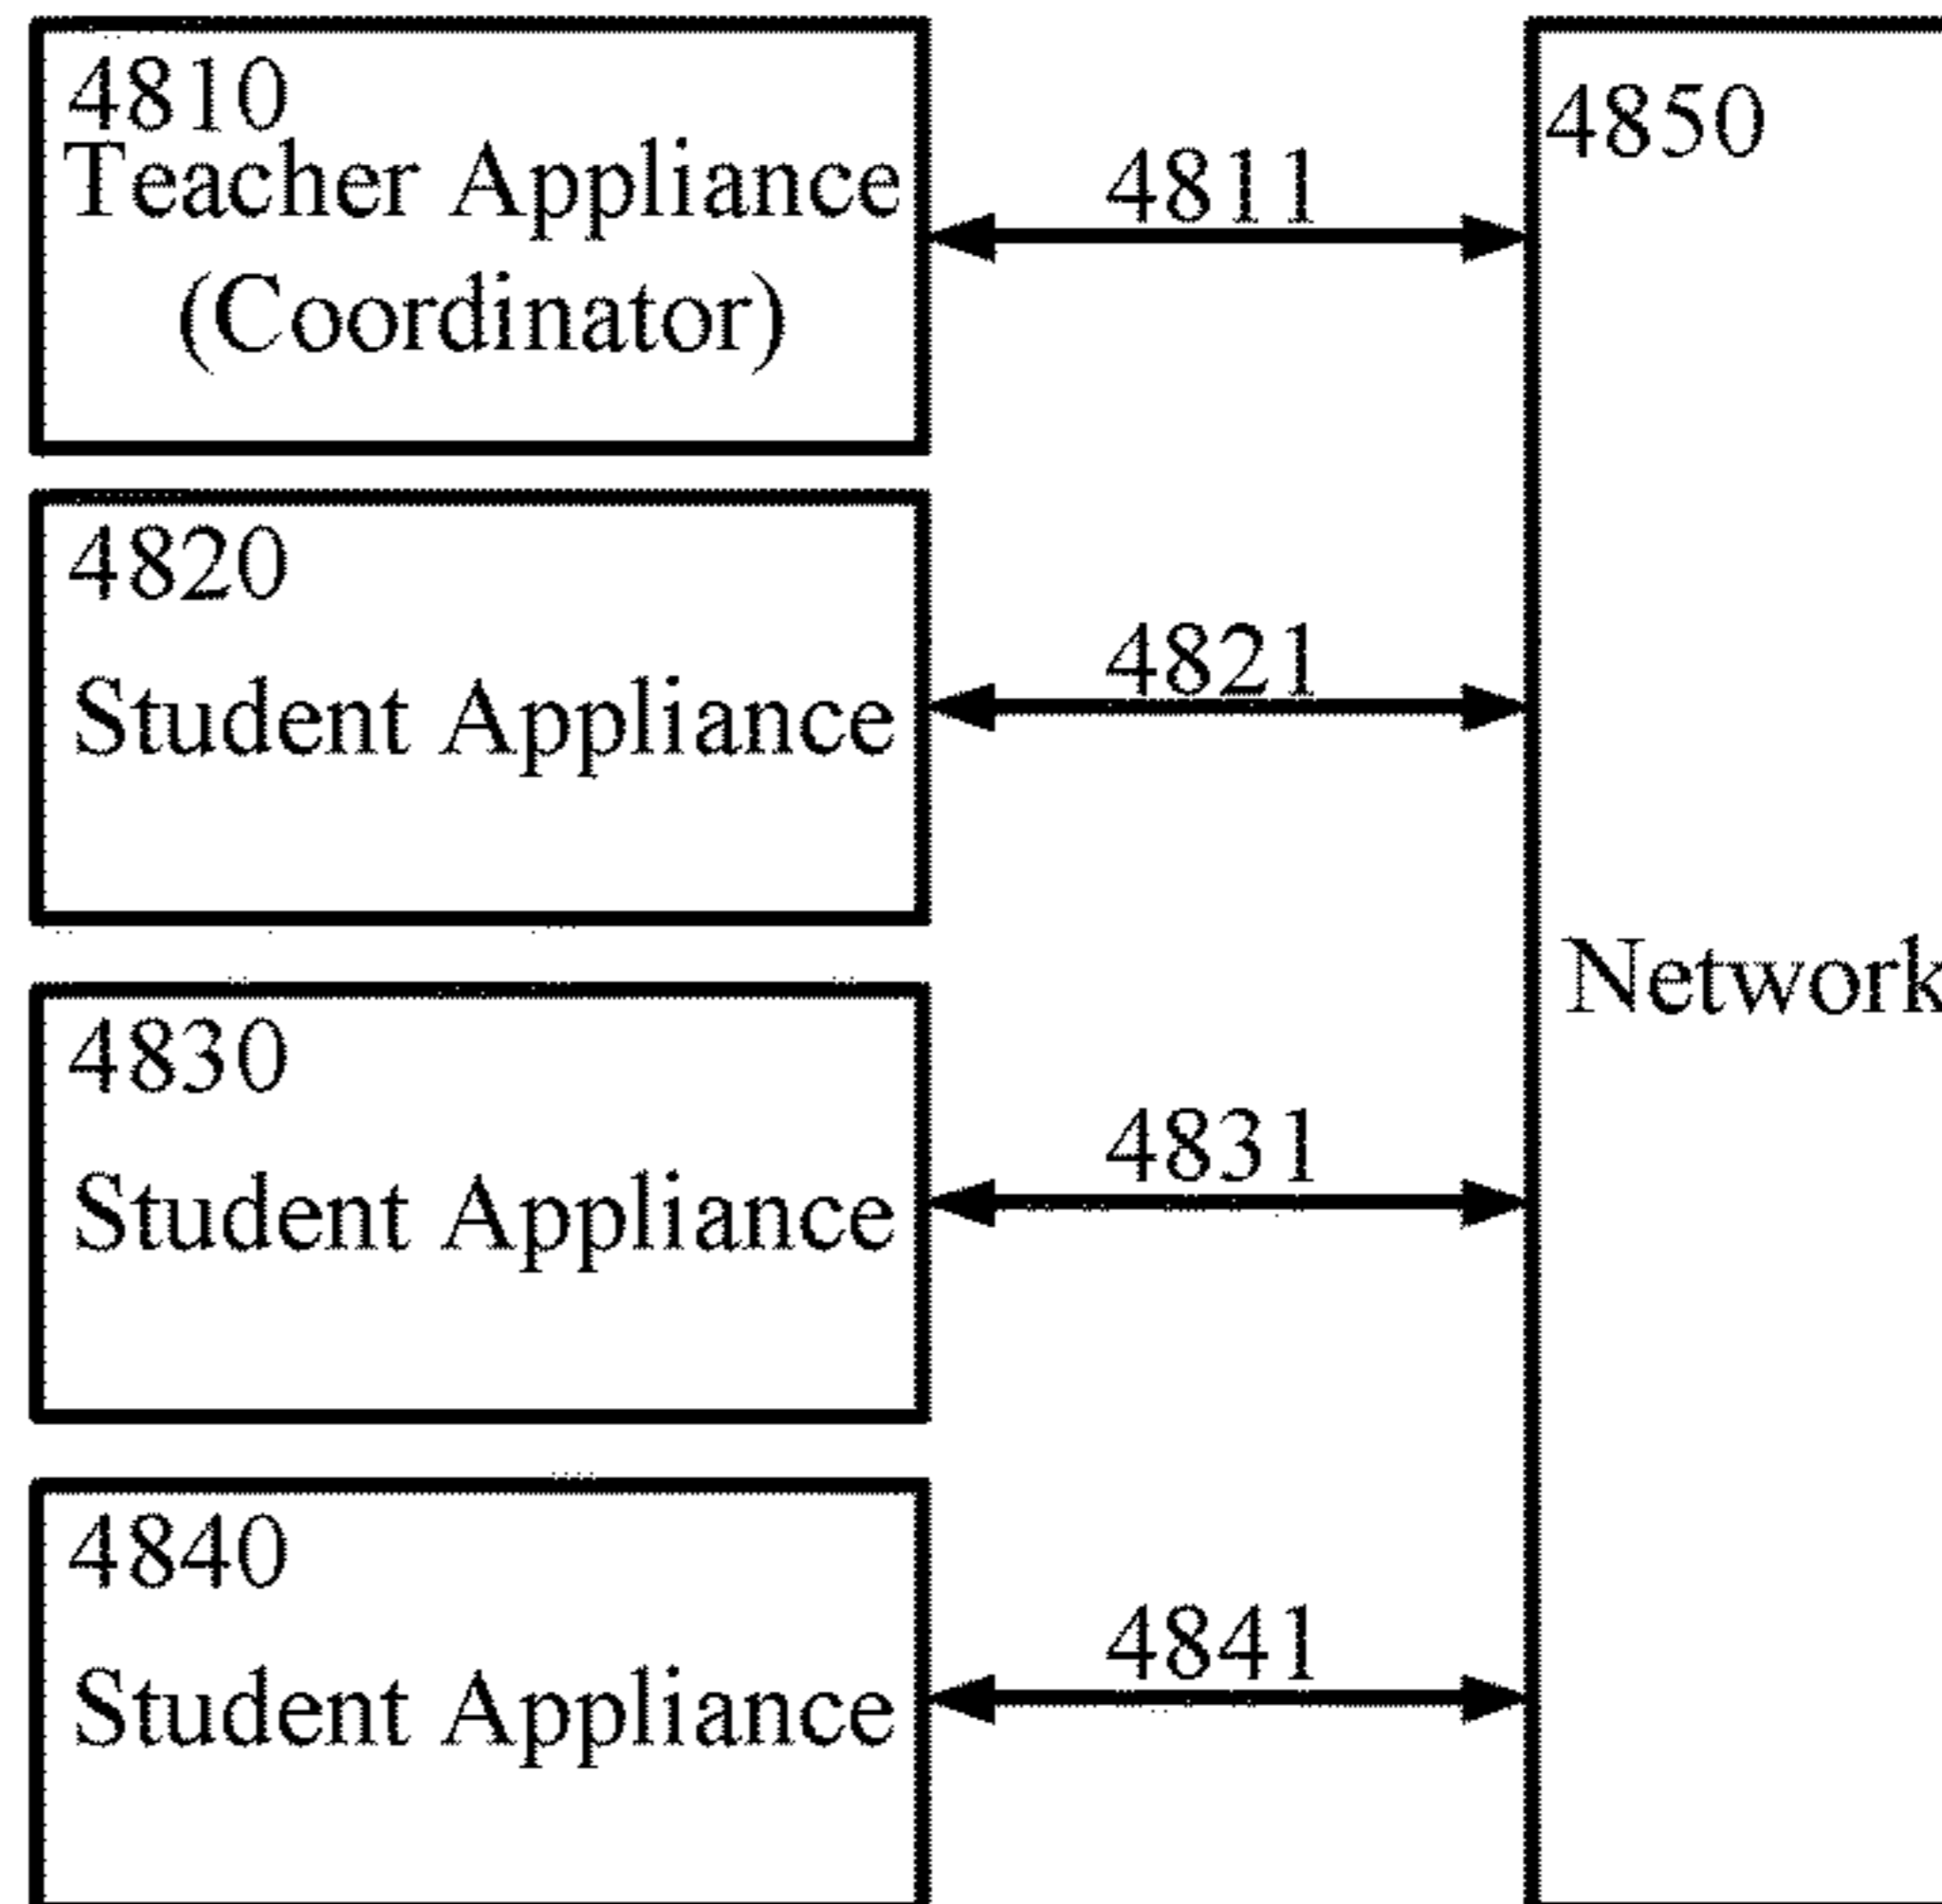 4810
Teacher Appliance
(Coordinator)
4811
4850
4820
Student Appliance
4821
Network
4830
Student Appliance
4831
4840
Student Appliance
4841